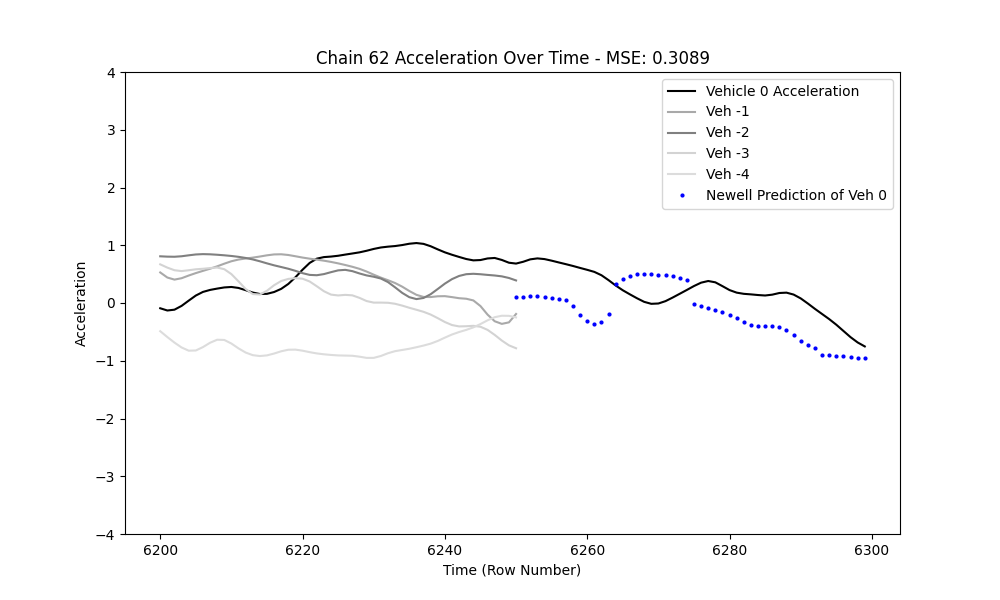 Chain 62 Acceleration Over Time - MSE: 0.3089
Vehicle 0 Acceleration
Veh -1
Veh -2
Veh -3
Veh -4
Newell Prediction of Veh 0
Acceleration
4
3
2
1
0
−1
−2
−3
−4
6200 6220 6240 6260 6280 6300
Time (Row Number)